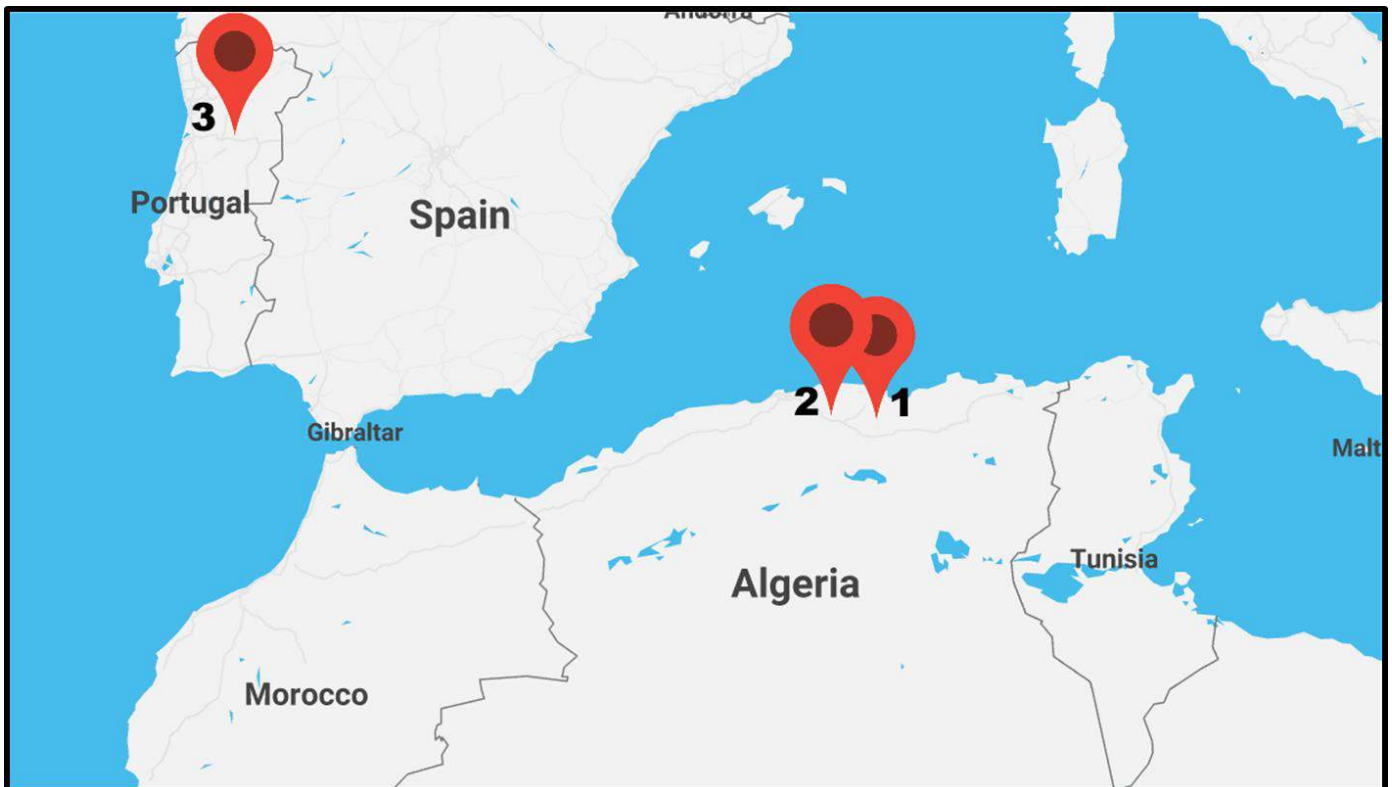 Andorra
3
Portugal
Spain
2
1
Gibraltar
Malt
Tunisia
Algeria
Morocco